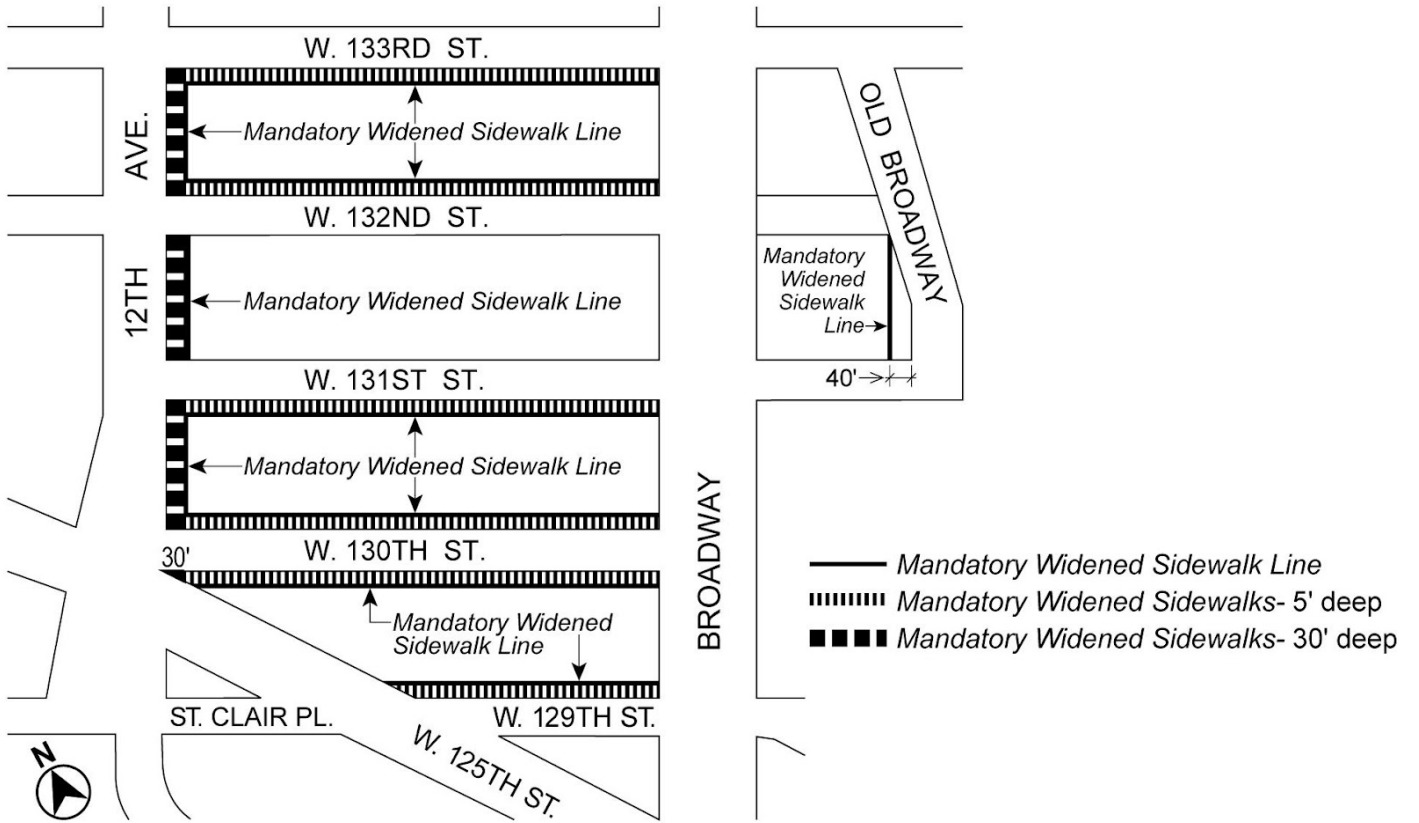 W. 133RD ST.
AVE.
Mandatory Widened Sidewalk Line
OLD BROADWAY
W. 132ND ST.
12TH
Mandatory Widened Sidewalk Line
Mandatory
Widened
Sidewalk
Line
40'
W. 131ST ST.
Mandatory Widened Sidewalk Line
BROADWAY
W. 130TH ST.
30'
Mandatory Widened
Sidewalk Line
ST. CLAIR PL.
W. 129TH ST.
W. 125TH ST.
N
Mandatory Widened Sidewalk Line
Mandatory Widened Sidewalks- 5' deep
Mandatory Widened Sidewalks- 30' deep